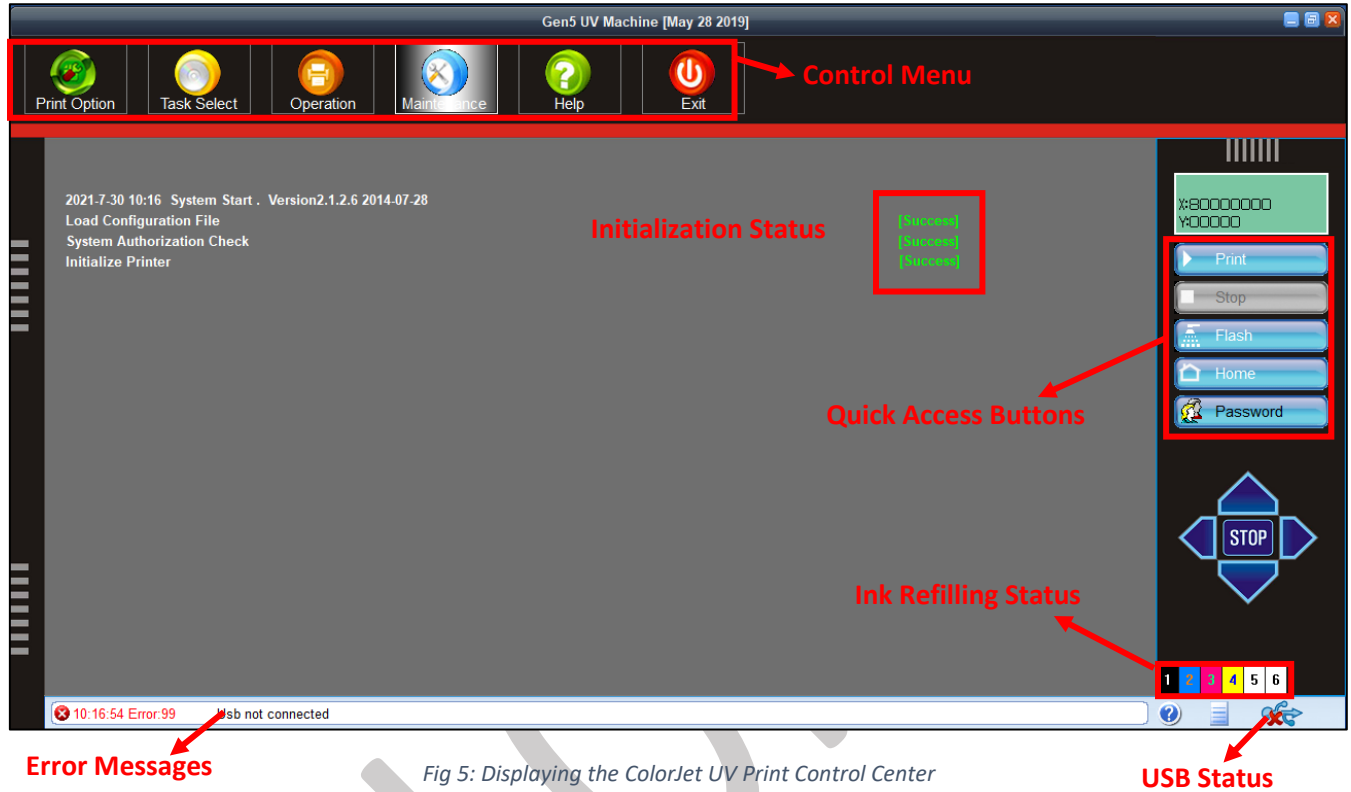 Gen5 UV Machine [May 28 2019]
Print Option
Task Select
Operation
Maintenance
Help
Exit
Control Menu
2021-7-30 10:16 System Start . Version2.1.2.6 2014-07-28
Load Configuration File [Success]
System Authorization Check [Success]
Initialize Printer [Success]
Initialization Status
X:80000000
Y:00000
Print
Stop
Flash
Home
Password
Quick Access Buttons
STOP
Ink Refilling Status
1 2 3 4 5 6
10:16:54 Error:99 Usb not connected
Error Messages
Fig 5: Displaying the ColorJet UV Print Control Center
USB Status